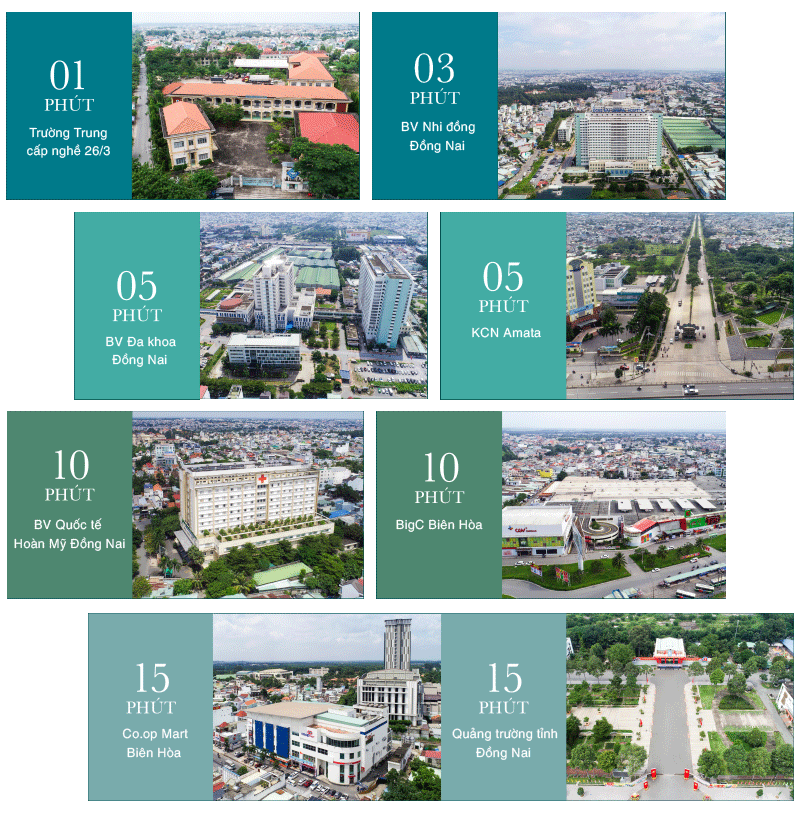 01
PHÚT
Trường Trung
cấp nghề 26/3
03
PHÚT
BV Nhi đồng
Đồng Nai
05
PHÚT
BV Đa khoa
Đồng Nai
05
PHÚT
KCN Amata
10
PHÚT
BV Quốc tế
Hoàn Mỹ Đồng Nai
10
PHÚT
BigC Biên Hòa
CGV
15
PHÚT
Co.op Mart
Biên Hòa
15
PHÚT
Quảng trường tỉnh
Đồng Nai